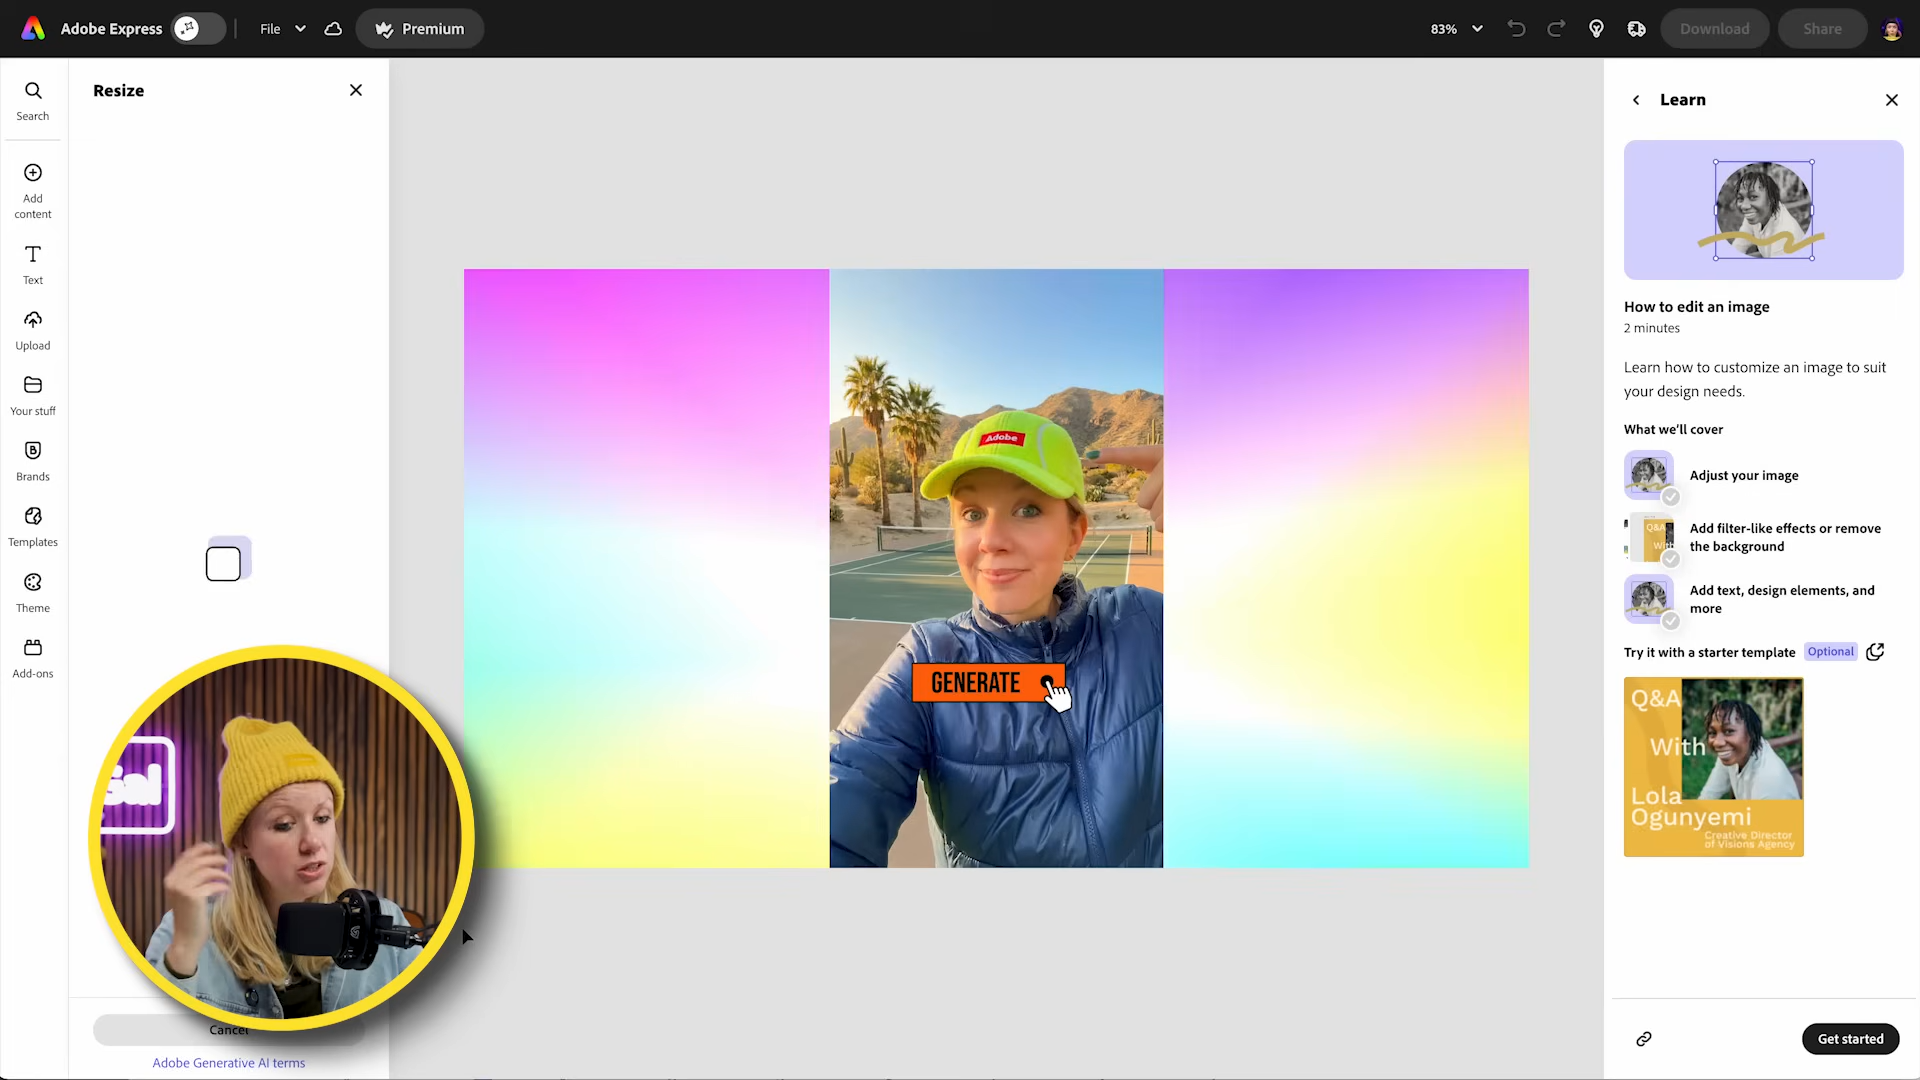 Adobe Express
File
Premium
83%
Download
Share
Search
Add
content
Text
Upload
Your stuff
Brands
Templates
Theme
Add-ons
Resize
Cancel
Adobe Generative AI terms
Adobe
GENERATE
Learn
How to edit an image
2 minutes
Learn how to customize an image to suit
your design needs.
What we'll cover
Adjust your image
Q&A
With
Add filter-like effects or remove
the background
Add text, design elements, and
more
Try it with a starter template
Optional
Q&A
With
Lola
Ogunyemi
Creative Director
of Visions Agency
Get started